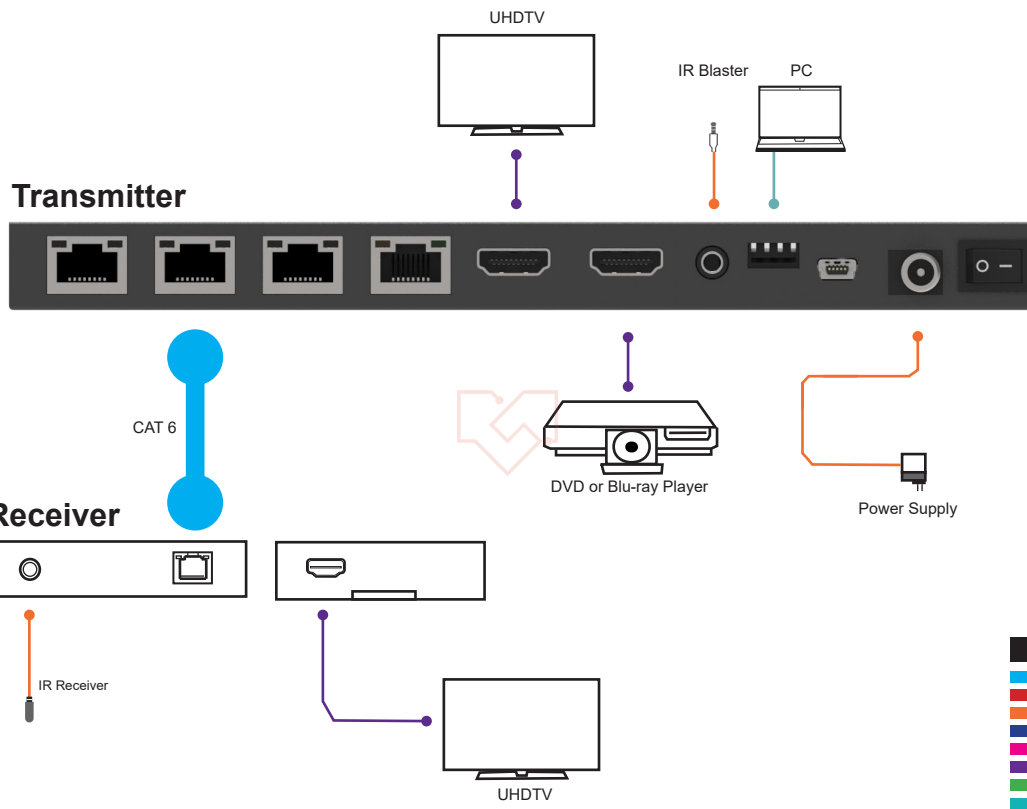 UHDTV
IR Blaster
PC
Transmitter
CAT 6
DVD or Blu-ray Player
Power Supply
Receiver
IR Receiver
UHDTV